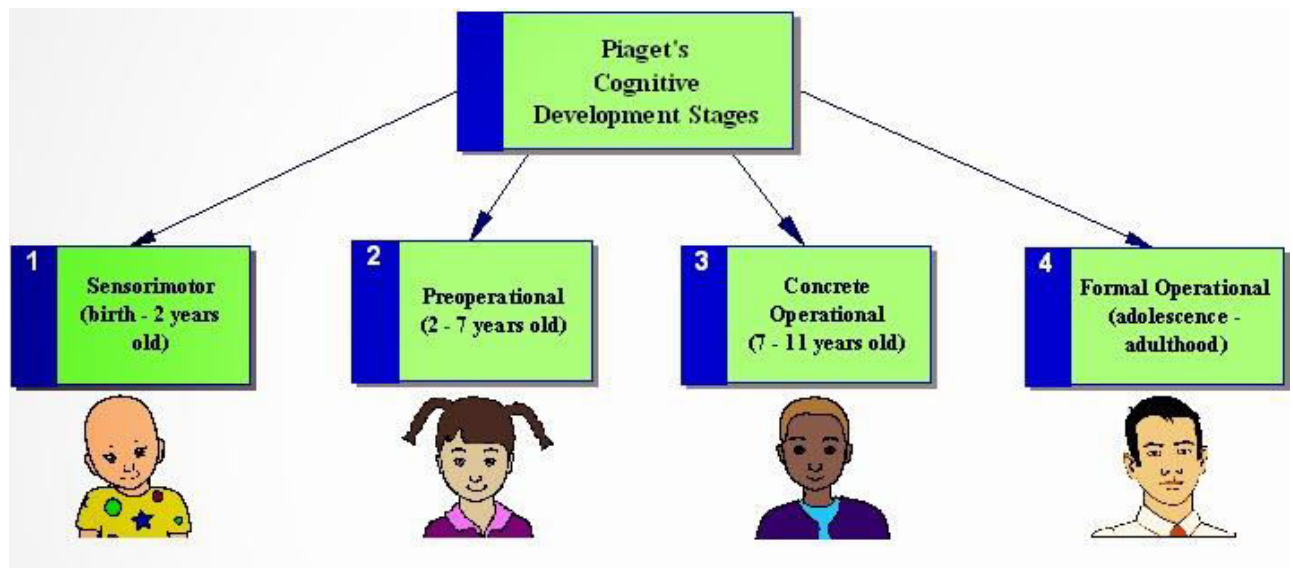 Piaget's
Cognitive
Development Stages
1
Sensorimotor
(birth - 2 years
old)
2
Preoperational
(2 - 7 years old)
3
Concrete
Operational
(7 - 11 years old)
4
Formal Operational
(adolescence -
adulthood)